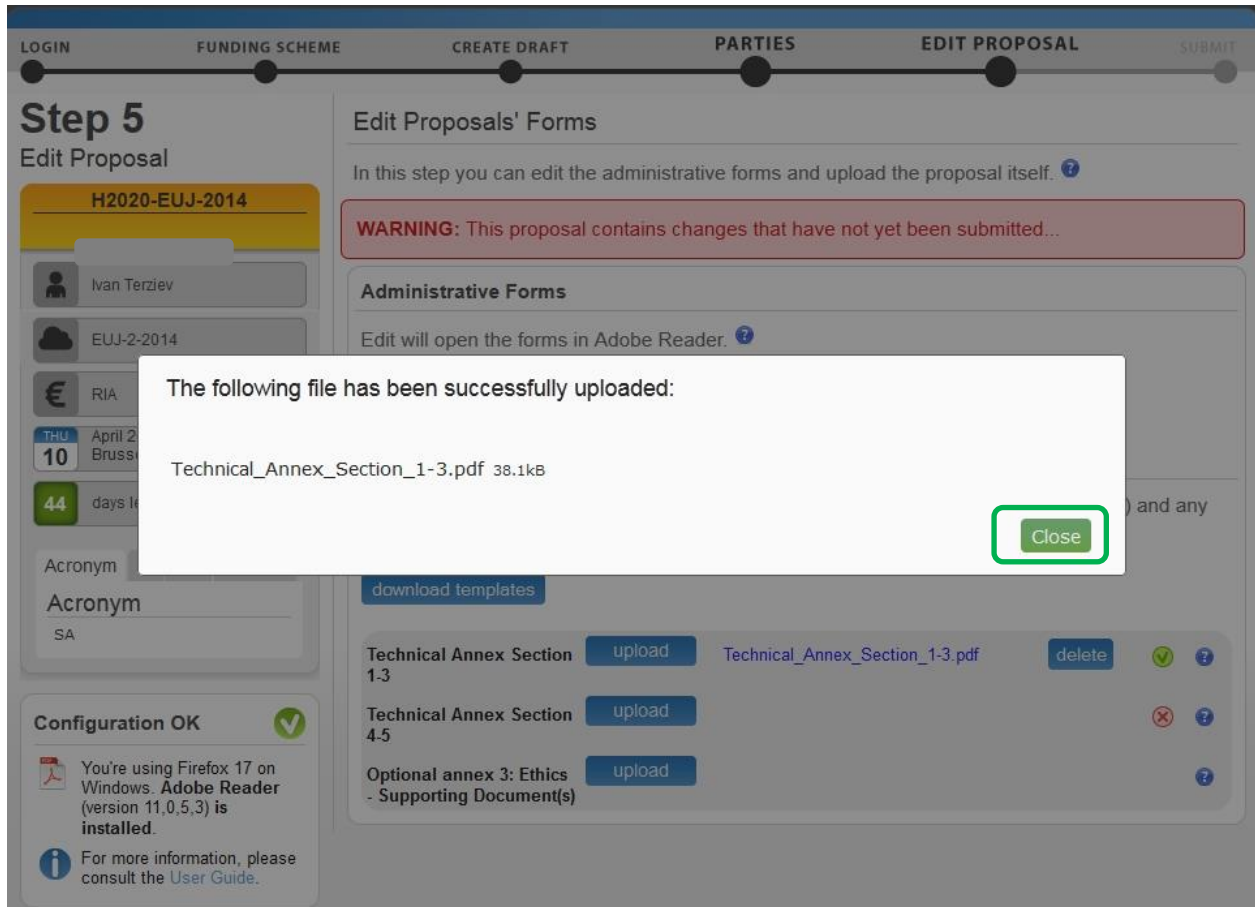 LOGIN FUNDING SCHEME CREATE DRAFT PARTIES EDIT PROPOSAL SUBMIT
Step 5
Edit Proposal
H2020-EUJ-2014
Ivan Terziev
EUJ-2-2014
RIA
THU
10
April 2
Bruss
44
days le
Acronym
Acronym
SA
Configuration OK
You're using Firefox 17 on
Windows. Adobe Reader
(version 11,0,5,3) is
installed.
For more information, please
consult the User Guide.
Edit Proposals' Forms
In this step you can edit the administrative forms and upload the proposal itself.
WARNING: This proposal contains changes that have not yet been submitted...
Administrative Forms
Edit will open the forms in Adobe Reader.
The following file has been successfully uploaded:
Technical_Annex_Section_1-3.pdf 38.1kB
Close
) and any
download templates
Technical Annex Section
1-3
upload
Technical_Annex_Section_1-3.pdf
delete
Technical Annex Section
4-5
upload
Optional annex 3: Ethics
- Supporting Document(s)
upload